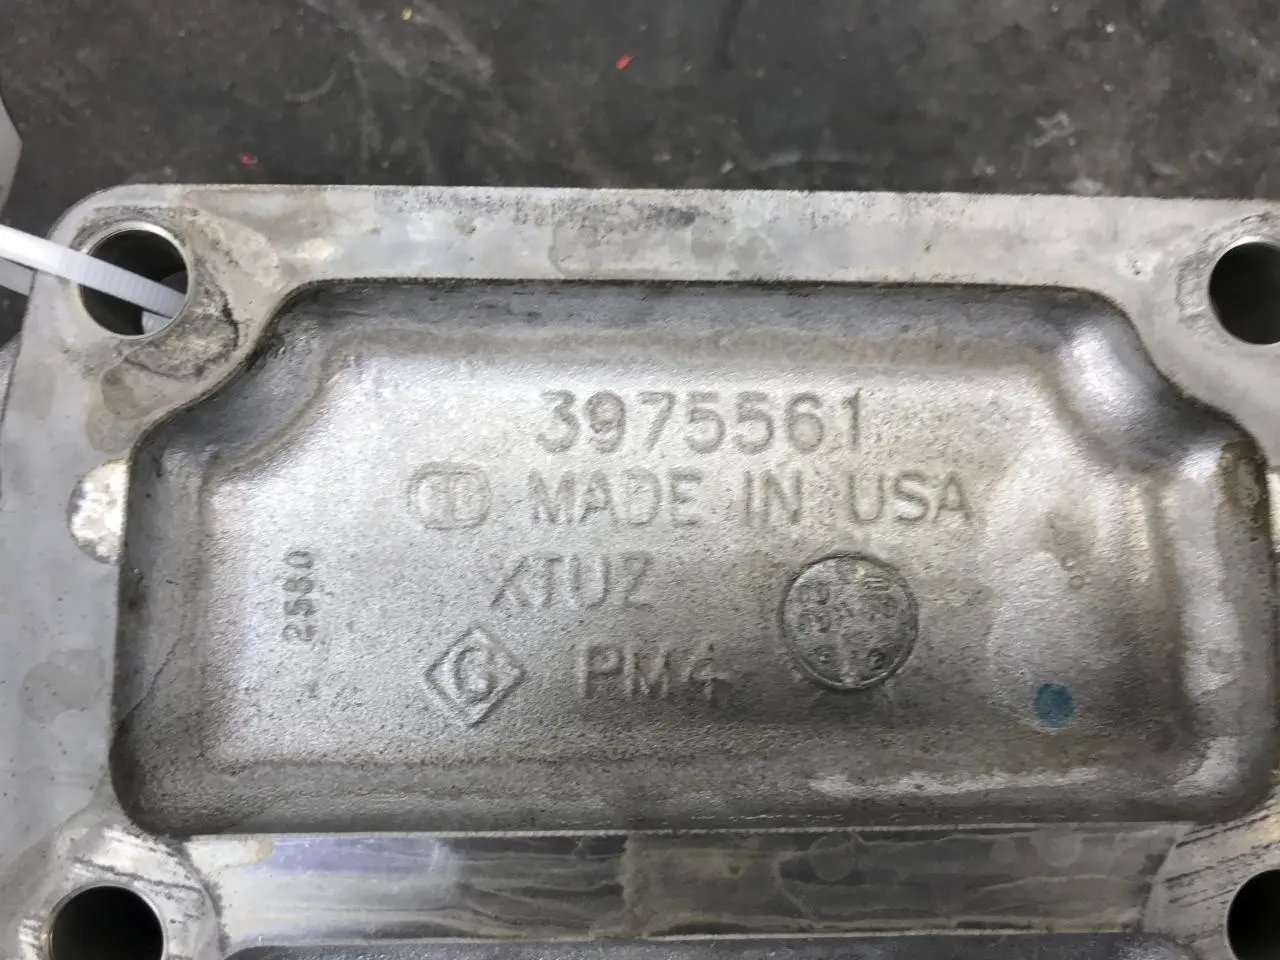 3975561
MADE IN USA
XTUZ
2580
G PM4